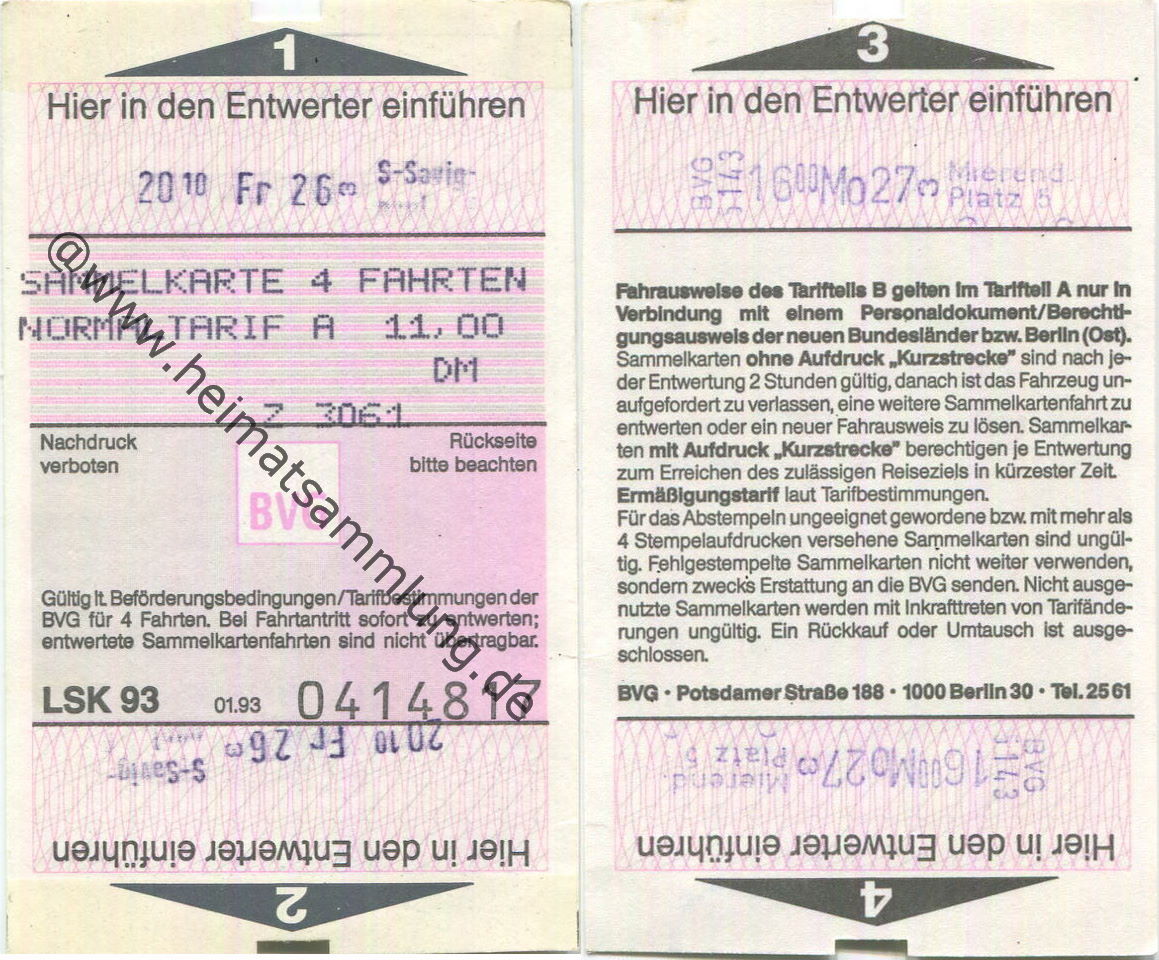 1
Hier in den Entwerter einführen
20 10 Fr 26 3 S-Savig-
SAMMELKARTE 4 FAHRTEN
NORMALTARIF A 11,00
DM
Z 3061
Nachdruck
verboten
Rückseite
bitte beachten
BVG
Gültig lt. Beförderungsbedingungen/Tarifbestimmungen der
BVG für 4 Fahrten. Bei Fahrtantritt sofort entwerten;
entwertete Sammelkartenfahrten sind nicht übertragbar.
LSK 93 01.93 0414817
20 10 Fr 26 3
S-Savig-
Hier in den Entwerter einführen
2
@www.heimatsammlung.de
3
Hier in den Entwerter einführen
BVG 5143 16 00 Mo 27 3 Mierend.
Platz 5
Fahrausweise des Tarifteils B gelten im Tarifteil A nur in
Verbindung mit einem Personaldokument/Berechti-
gungsausweis der neuen Bundesländer bzw. Berlin (Ost).
Sammelkarten ohne Aufdruck „Kurzstrecke" sind nach je-
der Entwertung 2 Stunden gültig, danach ist das Fahrzeug un-
aufgefordert zu verlassen, eine weitere Sammelkartenfahrt zu
entwerten oder ein neuer Fahrausweis zu lösen. Sammelkar-
ten mit Aufdruck „Kurzstrecke" berechtigen je Entwertung
zum Erreichen des zulässigen Reiseziels in kürzester Zeit.
Ermäßigungstarif laut Tarifbestimmungen.
Für das Abstempeln ungeeignet gewordene bzw. mit mehr als
4 Stempelaufdrucken versehene Sammelkarten sind ungül-
tig. Fehlgestempelte Sammelkarten nicht weiter verwenden,
sondern zwecks Erstattung an die BVG senden. Nicht ausge-
nutzte Sammelkarten werden mit Inkrafttreten von Tarifände-
rungen ungültig. Ein Rückkauf oder Umtausch ist ausge-
schlossen.
BVG • Potsdamer Straße 188 • 1000 Berlin 30 • Tel. 25 61
BVG 5143 16 00 Mo 27 3 Mierend.
Platz 5
Hier in den Entwerter einführen
4